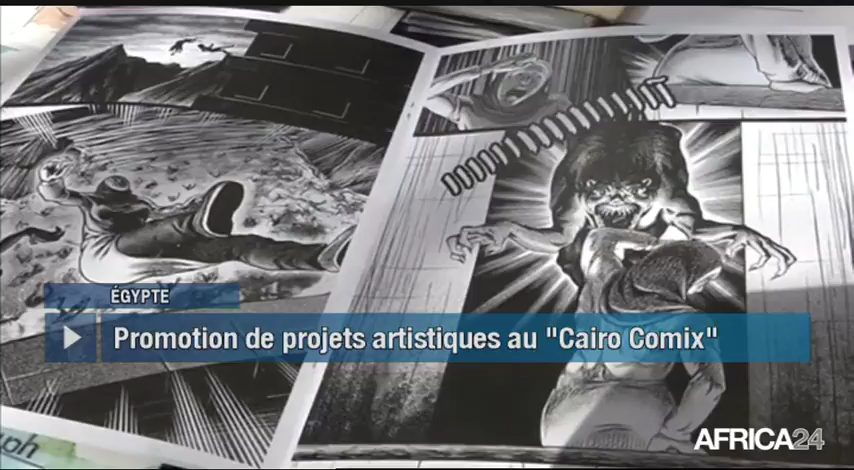 ÉGYPTE
Promotion de projets artistiques au "Cairo Comix"
AFRICA24